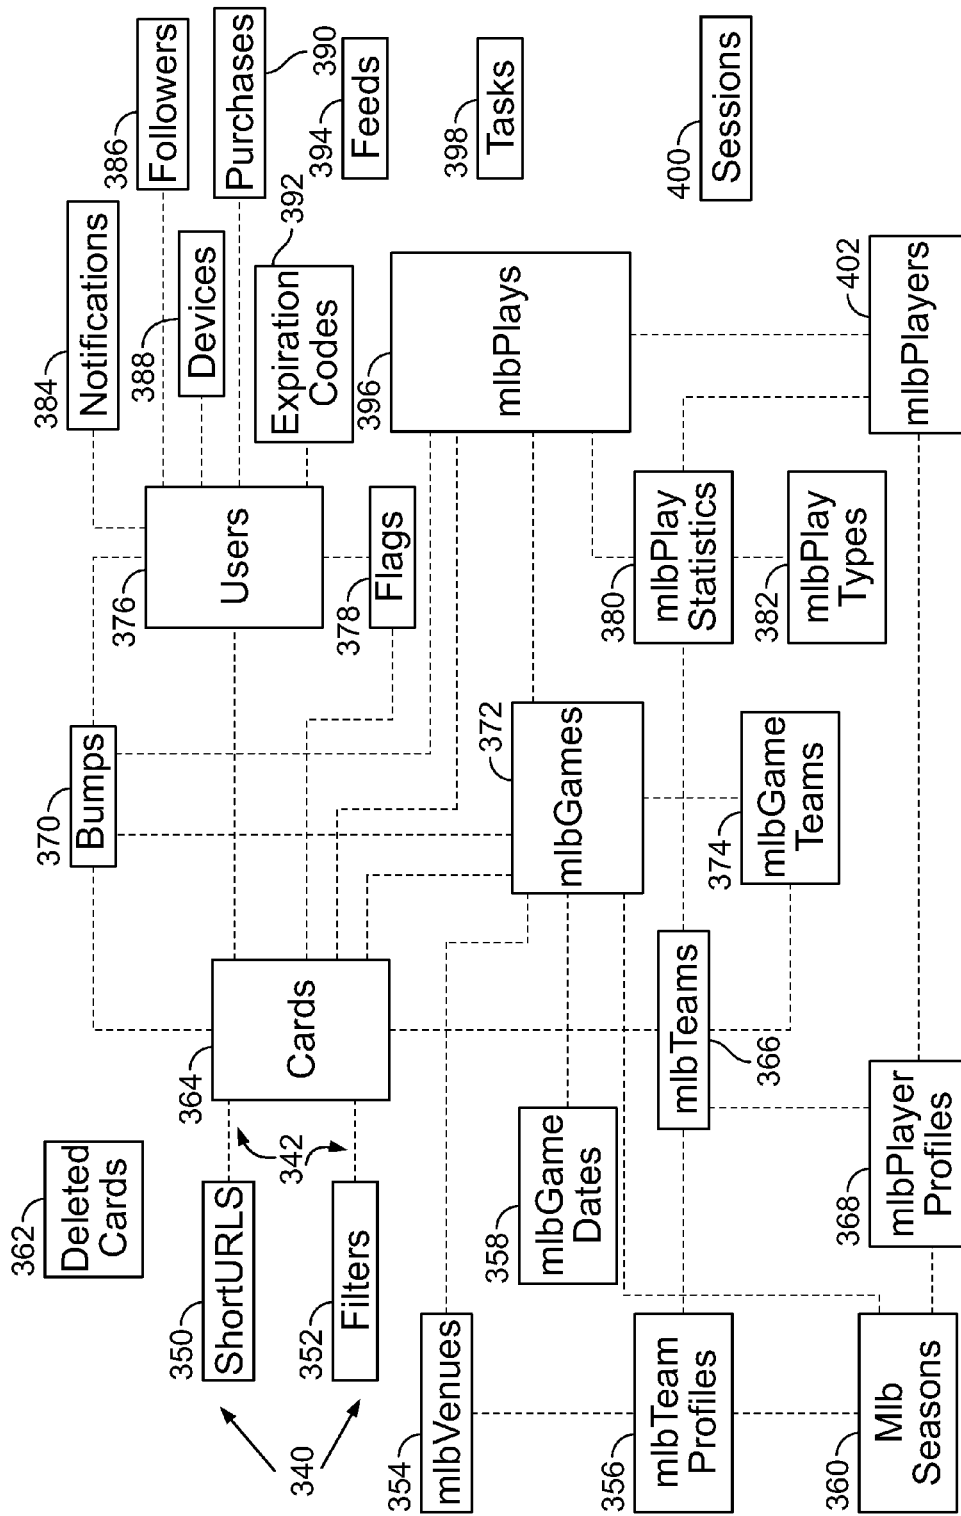 362
Deleted
Cards
340
350
ShortURLS
342
352
Filters
364
Cards
370
Bumps
376
Users
378
Flags
384
Notifications
386
Followers
388
Devices
390
Purchases
392
Expiration
Codes
394
Feeds
354
mlbVenues
358
mlbGame
Dates
372
mlbGames
396
mlbPlays
398
Tasks
356
mlbTeam
Profiles
366
mlbTeams
374
mlbGame
Teams
380
mlbPlay
Statistics
382
mlbPlay
Types
400
Sessions
360
Mlb
Seasons
368
mlbPlayer
Profiles
402
mlbPlayers